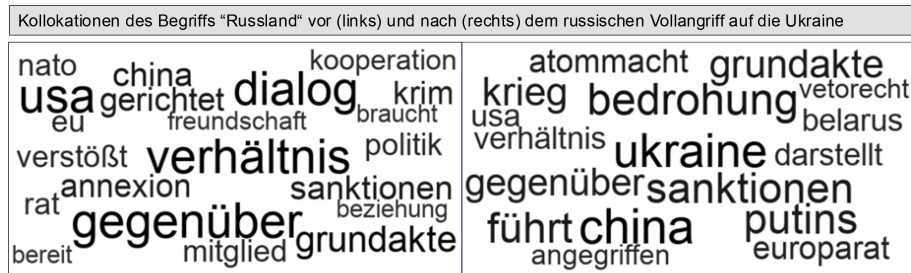 Kollokationen des Begriffs “Russland“ vor (links) und nach (rechts) dem russischen Vollangriff auf die Ukraine
nato china kooperation
usa gerichtet dialog krim
eu freundschaft braucht
verstößt verhältnis politik
annexion sanktionen
rat gegenüber beziehung
bereit mitglied grundakte
atommacht grundakte
krieg bedrohung vetorecht
usa belarus
verhältnis ukraine darstellt
gegenüber sanktionen
führt china putins
angegriffen europarat